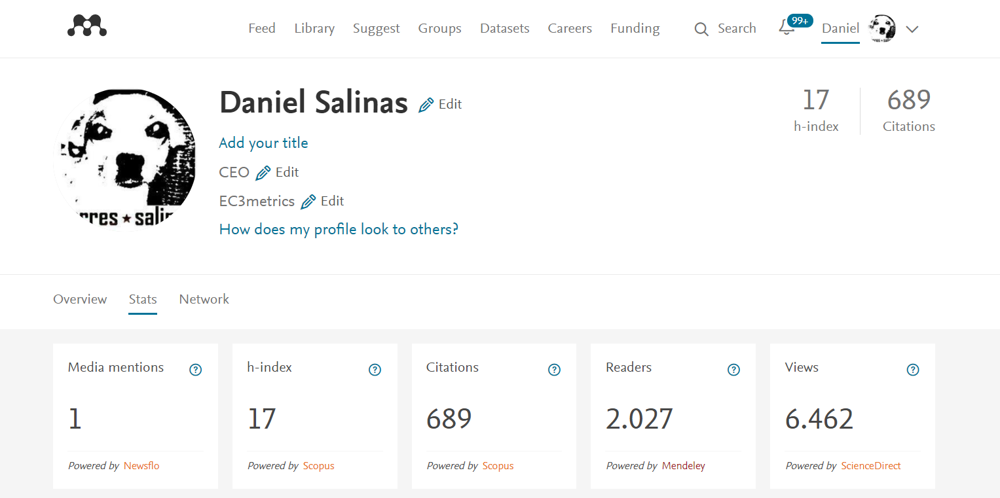 Feed Library Suggest Groups Datasets Careers Funding Search 99+ Daniel
Daniel Salinas Edit
17 689
h-index Citations
Add your title
CEO Edit
EC3metrics Edit
How does my profile look to others?
Overview Stats Network
Media mentions ? h-index ? Citations ? Readers ? Views ?
1 17 689 2.027 6.462
Powered by Newsflo Powered by Scopus Powered by Scopus Powered by Mendeley Powered by ScienceDirect